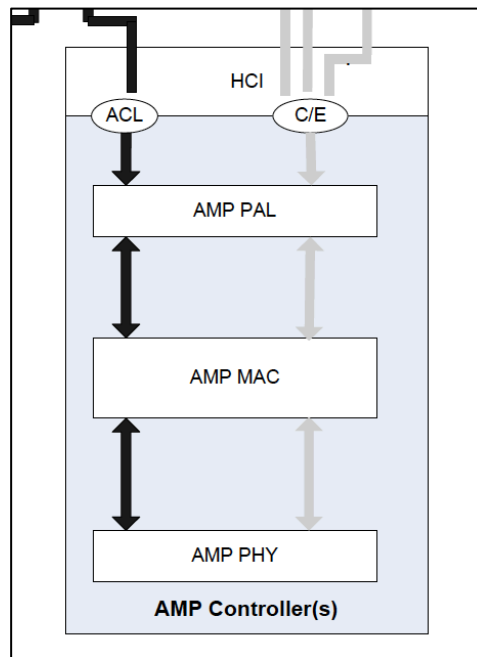 HCI
ACL
C/E
AMP PAL
AMP MAC
AMP PHY
AMP Controller(s)